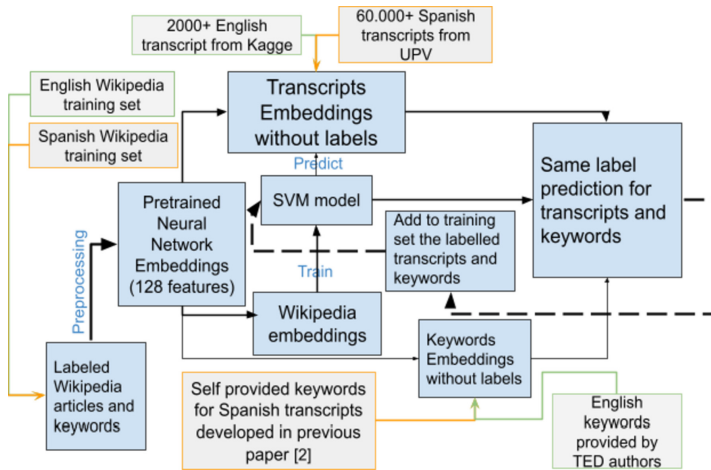 2000+ English
transcript from Kagge
60.000+ Spanish
transcripts from
UPV
English Wikipedia
training set
Spanish Wikipedia
training set
Transcripts
Embeddings
without labels
Predict
SVM model
Same label
prediction for
transcripts and
keywords
Pretrained
Neural
Network
Embeddings
(128 features)
Add to training
set the labelled
transcripts and
keywords
Preprocessing
Train
Wikipedia
embeddings
Labeled
Wikipedia
articles and
keywords
Keywords
Embeddings
without labels
Self provided keywords
for Spanish transcripts
developed in previous
paper [2]
English
keywords
provided by
TED authors